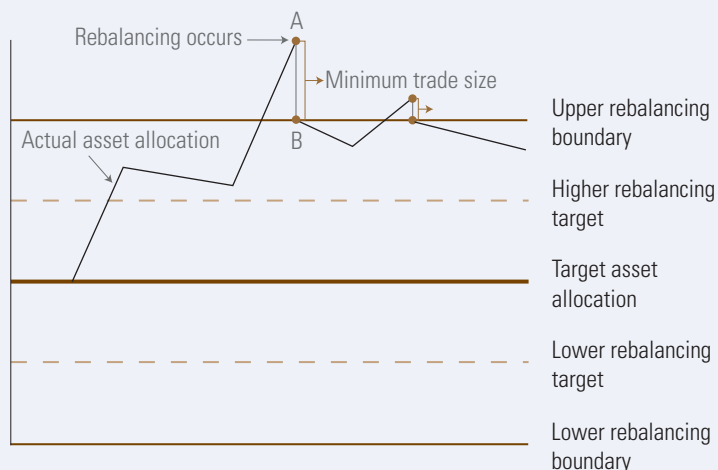 A
Rebalancing occurs
Minimum trade size
B
Actual asset allocation
Upper rebalancing
boundary
Higher rebalancing
target
Target asset
allocation
Lower rebalancing
target
Lower rebalancing
boundary